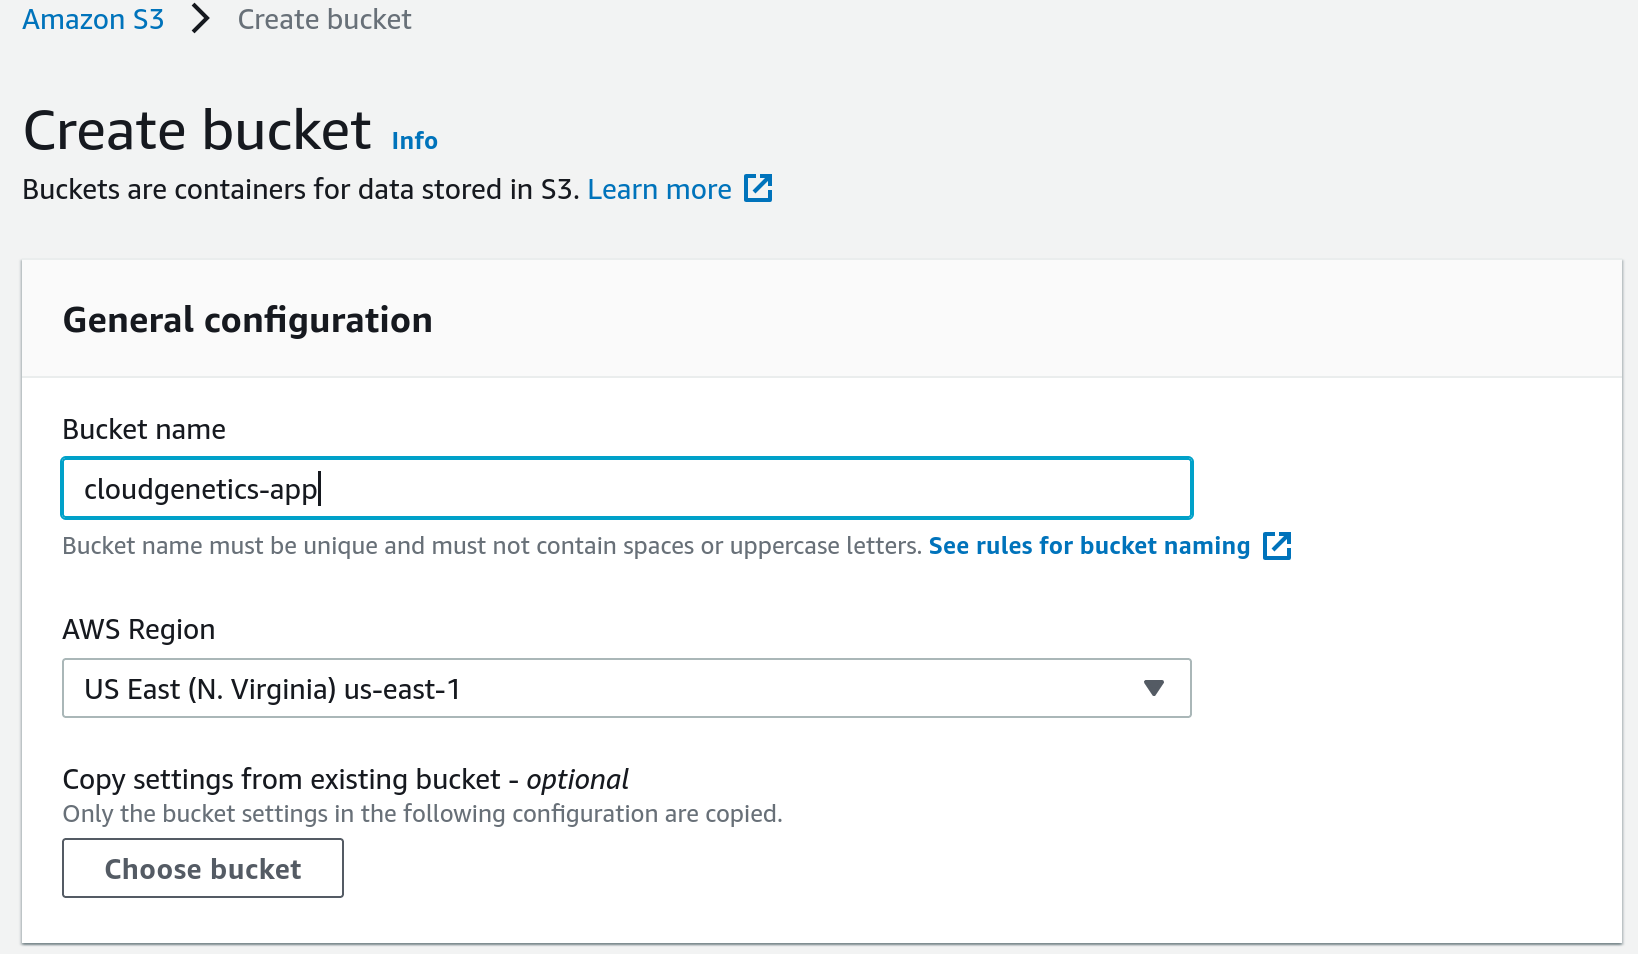 Amazon S3 > Create bucket
Create bucket Info
Buckets are containers for data stored in S3. Learn more
General configuration
Bucket name
cloudgenetics-app
Bucket name must be unique and must not contain spaces or uppercase letters. See rules for bucket naming
AWS Region
US East (N. Virginia) us-east-1
Copy settings from existing bucket - optional
Only the bucket settings in the following configuration are copied.
Choose bucket